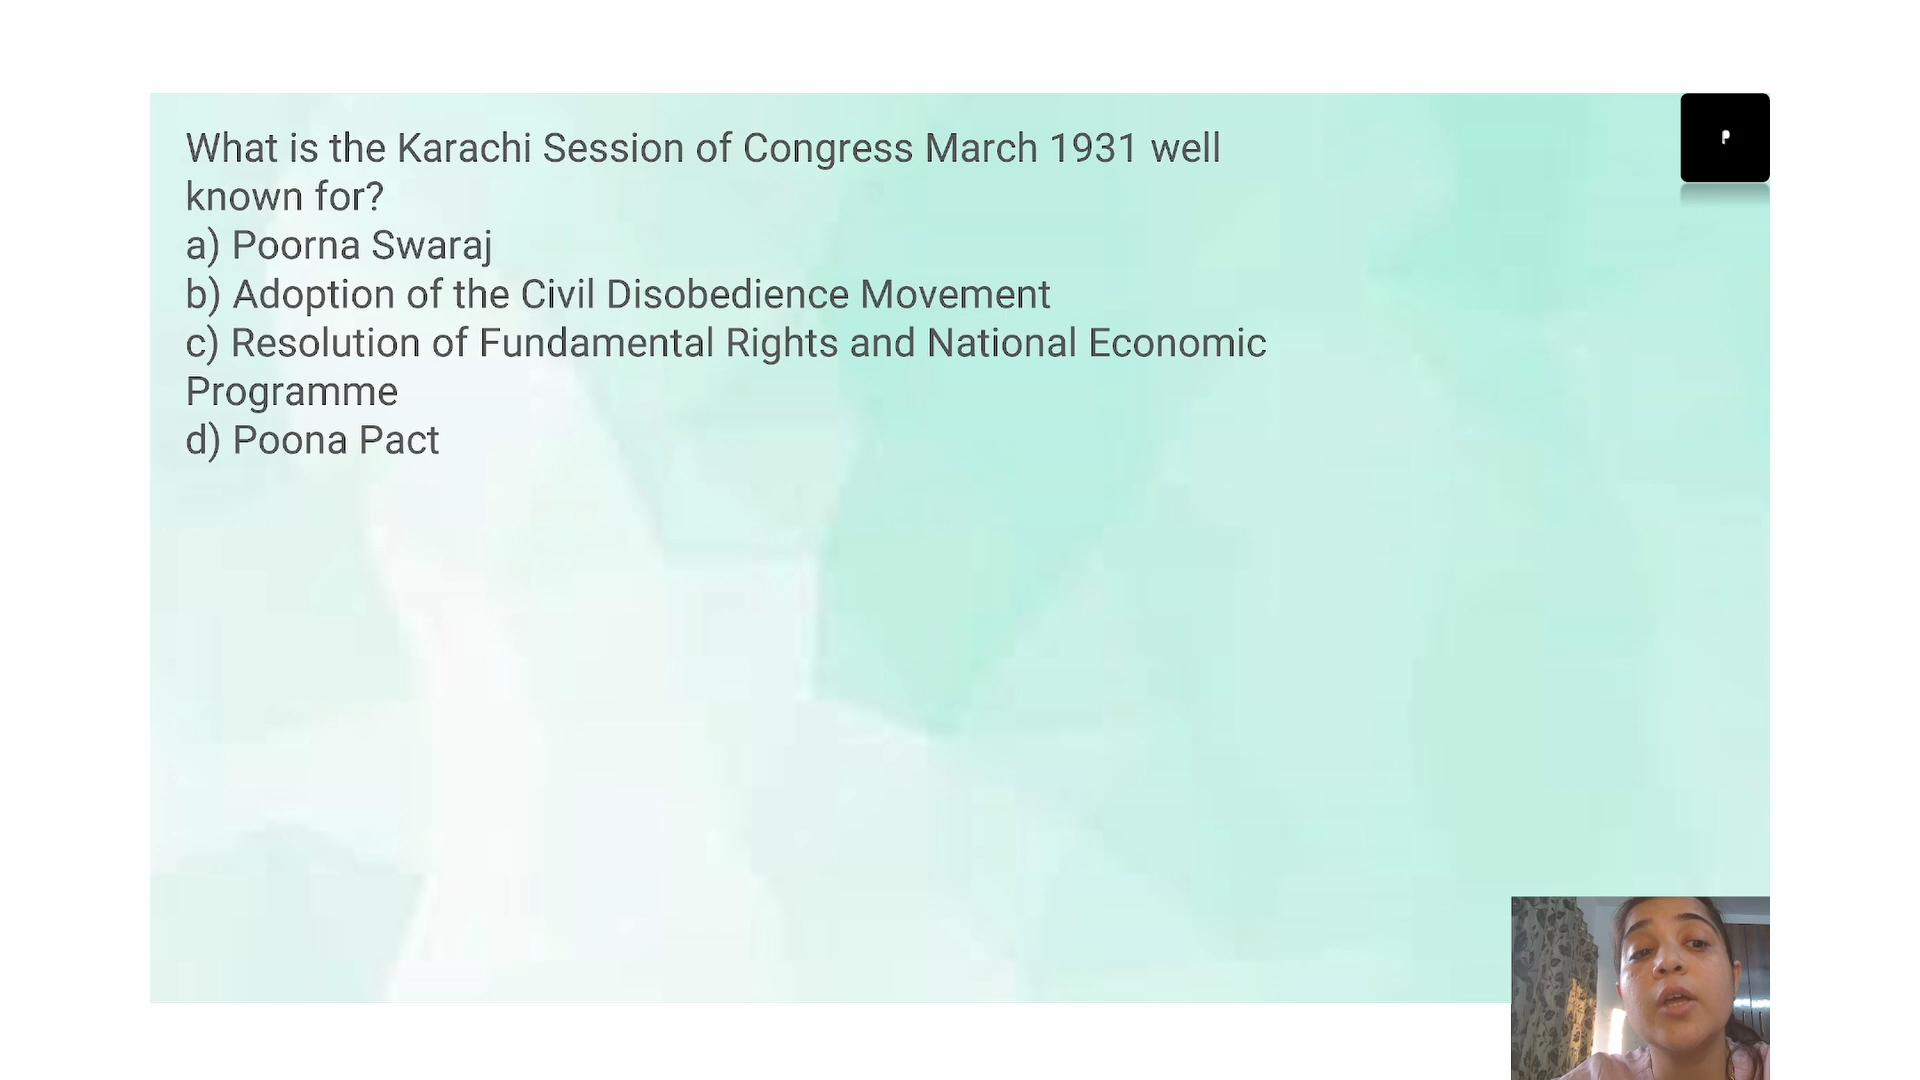 What is the Karachi Session of Congress March 1931 well
known for?
a) Poorna Swaraj
b) Adoption of the Civil Disobedience Movement
c) Resolution of Fundamental Rights and National Economic
Programme
d) Poona Pact
P